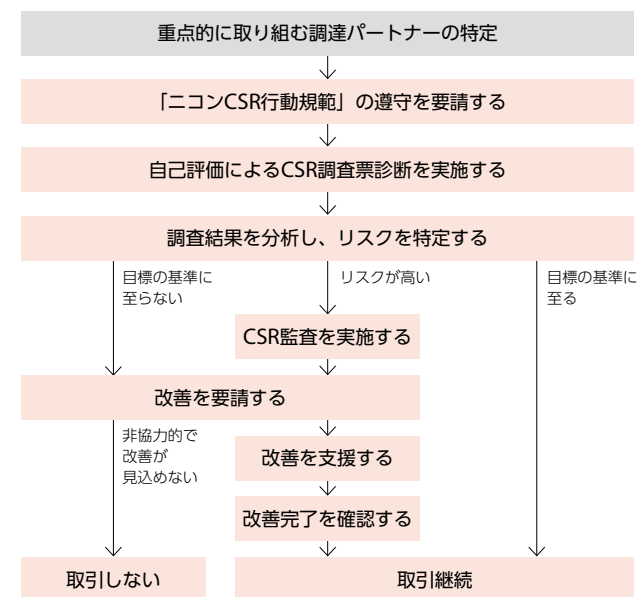 重点的に取り組む調達パートナーの特定
「ニコンCSR行動規範」の遵守を要請する
自己評価によるCSR調査票診断を実施する
調査結果を分析し、リスクを特定する
目標の基準に
至らない
リスクが高い
目標の基準に
至る
CSR監査を実施する
改善を要請する
非協力的で
改善が
見込めない
改善を支援する
改善完了を確認する
取引しない
取引継続